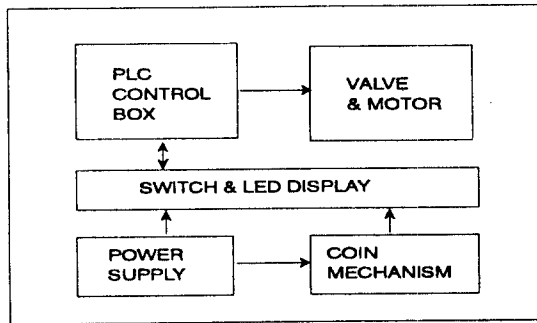 PLC
CONTROL
BOX
VALVE
& MOTOR
SWITCH & LED DISPLAY
POWER
SUPPLY
COIN
MECHANISM